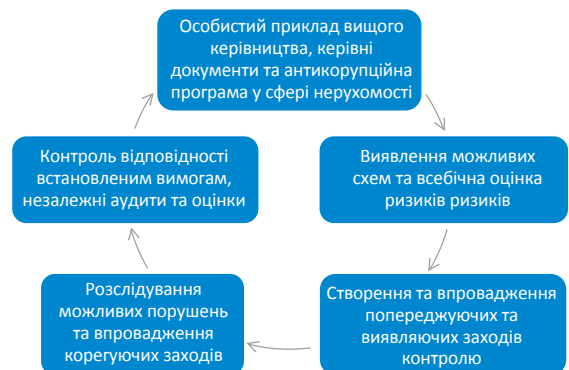 Особистий приклад вищого
керівництва, керівні
документи та антикорупційна
програма у сфері нерухомості
Виявлення можливих
схем та всебічна оцінка
ризиків ризиків
Створення та впровадження
попереджуючих та
виявляючих заходів
контролю
Розслідування
можливих порушень
та впровадження
корегуючих заходів
Контроль відповідності
встановленим вимогам,
незалежні аудити та оцінки